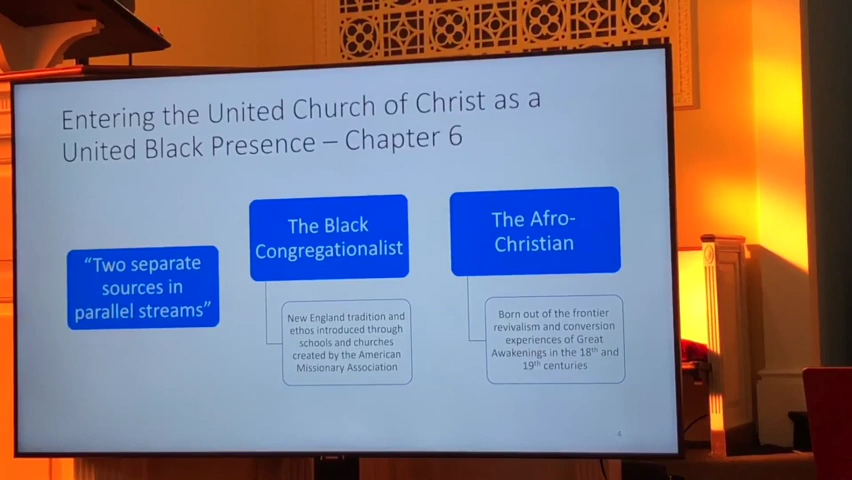 Entering the United Church of Christ as a
United Black Presence – Chapter 6
“Two separate
sources in
parallel streams”
The Black
Congregationalist
New England tradition and
ethos introduced through
schools and churches
created by the American
Missionary Association
The Afro-
Christian
Born out of the frontier
revivalism and conversion
experiences of Great
Awakenings in the 18th and
19th centuries
4